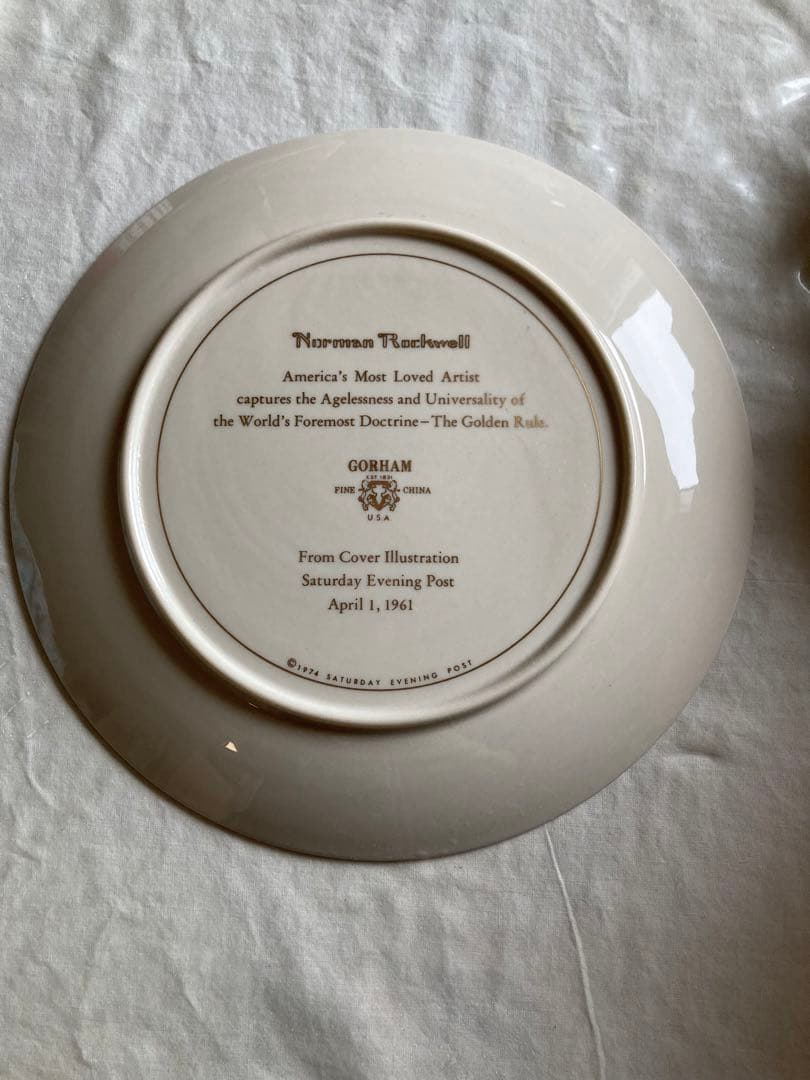 Norman Rockwell
America's Most Loved Artist
captures the Agelessness and Universality of
the World's Foremost Doctrine—The Golden Rule.
GORHAM
EST. 1831
FINE CHINA
U.S.A.
From Cover Illustration
Saturday Evening Post
April 1, 1961
©1974 SATURDAY EVENING POST